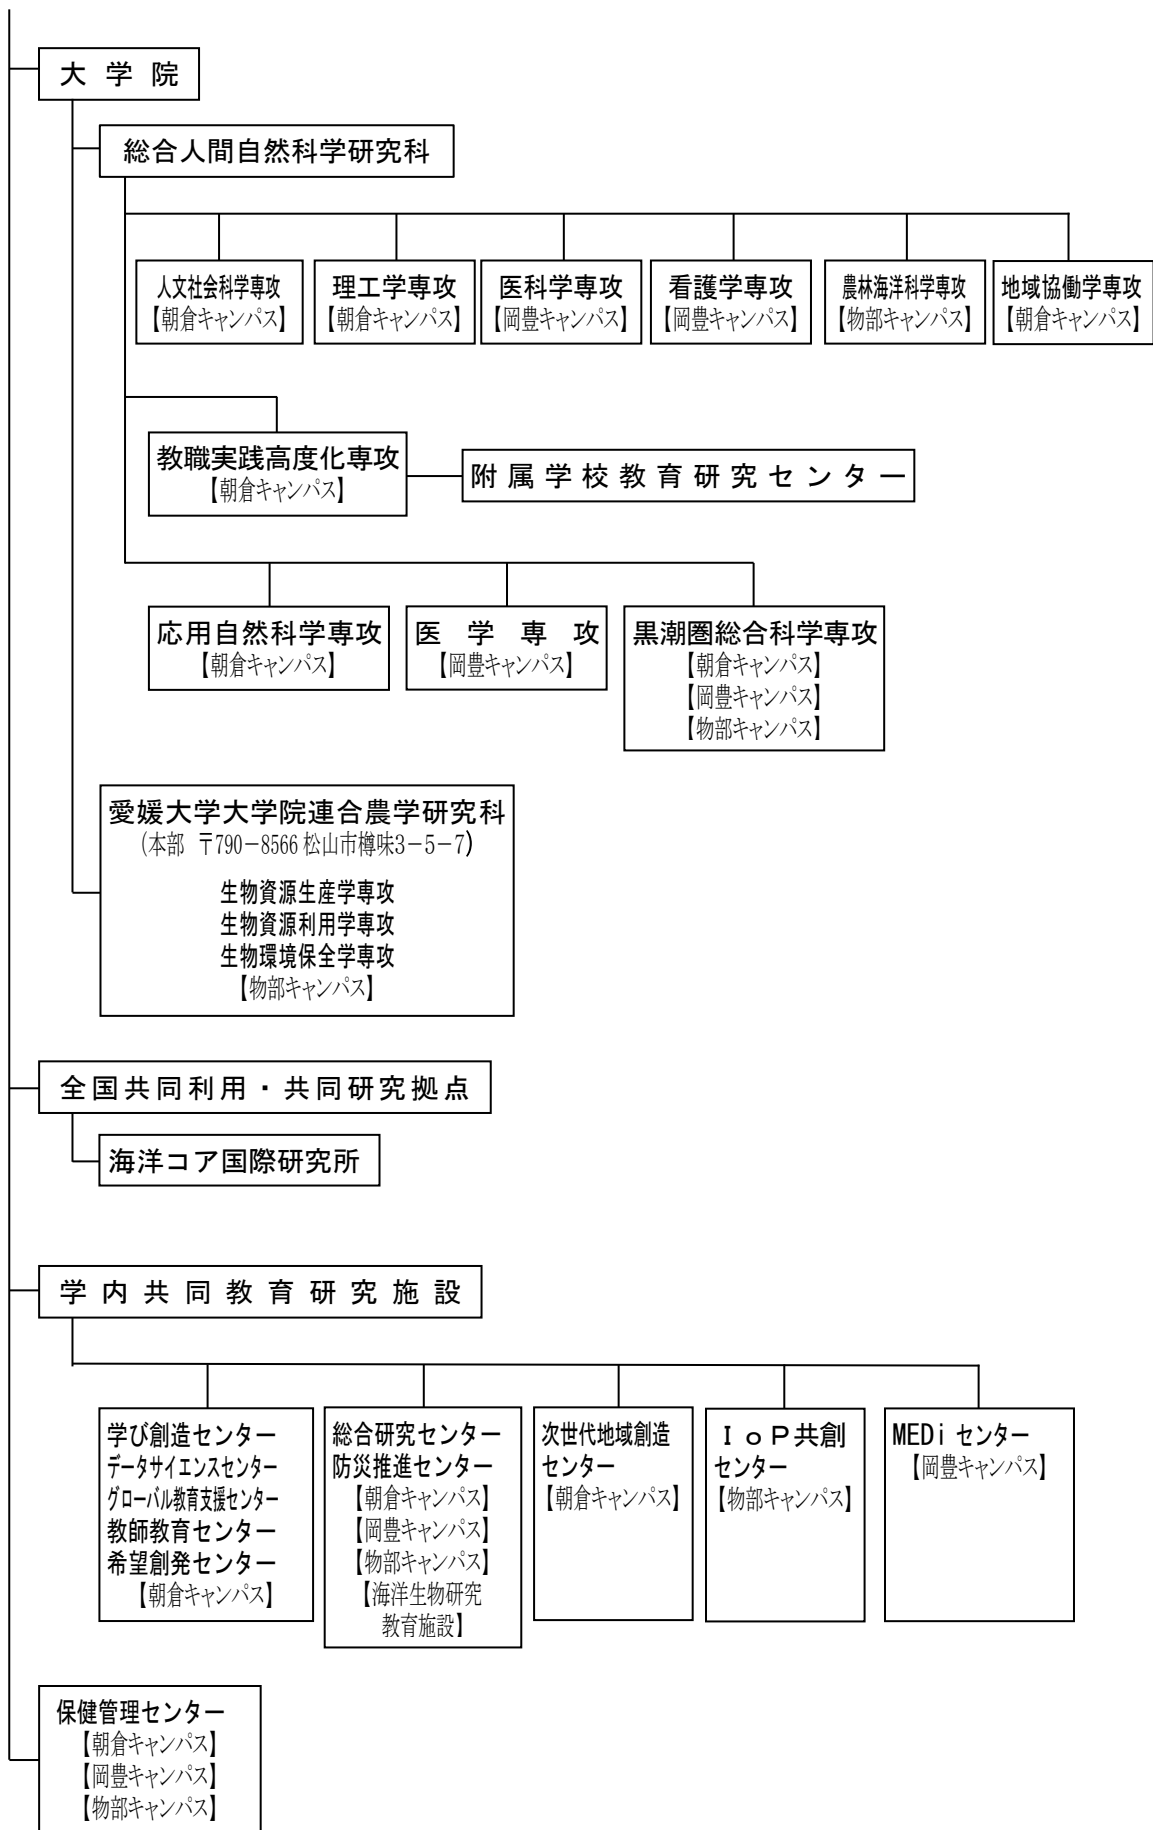 大学院
総合人間自然科学研究科
人文社会科学専攻
【朝倉キャンパス】
理工学専攻
【朝倉キャンパス】
医科学専攻
【岡豊キャンパス】
看護学専攻
【岡豊キャンパス】
農林海洋科学専攻
【物部キャンパス】
地域協働学専攻
【朝倉キャンパス】
教職実践高度化専攻
【朝倉キャンパス】
附属学校教育研究センター
応用自然科学専攻
【朝倉キャンパス】
医学専攻
【岡豊キャンパス】
黒潮圏総合科学専攻
【朝倉キャンパス】
【岡豊キャンパス】
【物部キャンパス】
愛媛大学大学院連合農学研究科
(本部 〒790-8566 松山市樽味3-5-7)
生物資源生産学専攻
生物資源利用学専攻
生物環境保全学専攻
【物部キャンパス】
全国共同利用・共同研究拠点
海洋コア国際研究所
学内共同教育研究施設
学び創造センター
データサイエンスセンター
グローバル教育支援センター
教師教育センター
希望創発センター
【朝倉キャンパス】
総合研究センター
防災推進センター
【朝倉キャンパス】
【岡豊キャンパス】
【物部キャンパス】
【海洋生物研究
教育施設】
次世代地域創造
センター
【朝倉キャンパス】
ＩｏＰ共創
センター
【物部キャンパス】
MEDi センター
【岡豊キャンパス】
保健管理センター
【朝倉キャンパス】
【岡豊キャンパス】
【物部キャンパス】